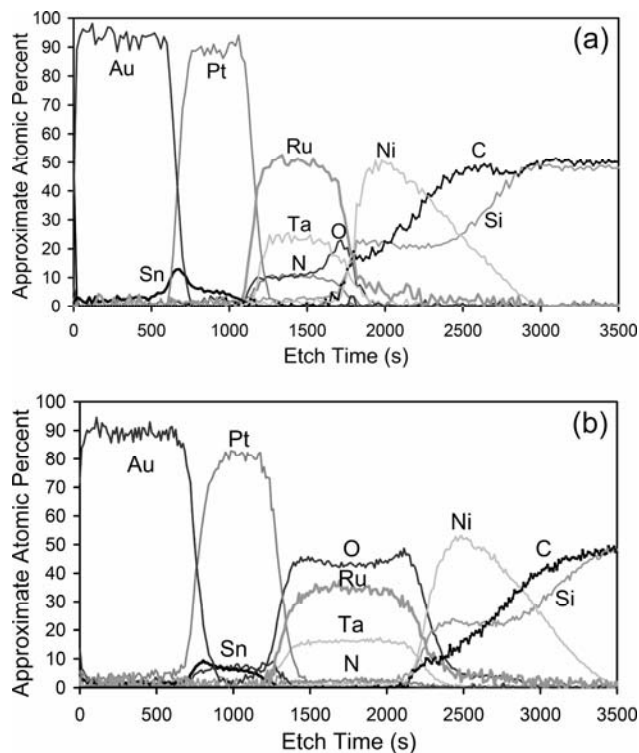 (a)
100
90
80
70
60
50
40
30
20
10
0
Approximate Atomic Percent
Au
Pt
Ru
Ni
C
Ta
O
Si
Sn
N
0 500 1000 1500 2000 2500 3000 3500
Etch Time (s)
(b)
100
90
80
70
60
50
40
30
20
10
0
Approximate Atomic Percent
Au
Pt
O
Ni
C
Ru
Si
Ta
Sn
N
0 500 1000 1500 2000 2500 3000 3500
Etch Time (s)